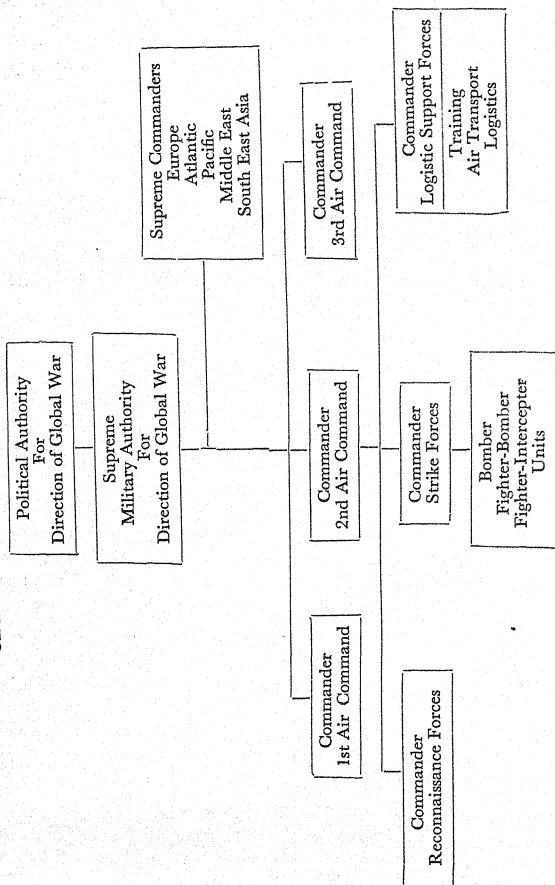 Political Authority
For
Direction of Global War
Supreme
Military Authority
For
Direction of Global War
Supreme Commanders
Europe
Atlantic
Pacific
Middle East
South East Asia
Commander
1st Air Command
Commander
2nd Air Command
Commander
3rd Air Command
Commander
Reconnaissance Forces
Commander
Strike Forces
Commander
Logistic Support Forces
Training
Air Transport
Logistics
Bomber
Fighter-Bomber
Fighter-Intercepter
Units